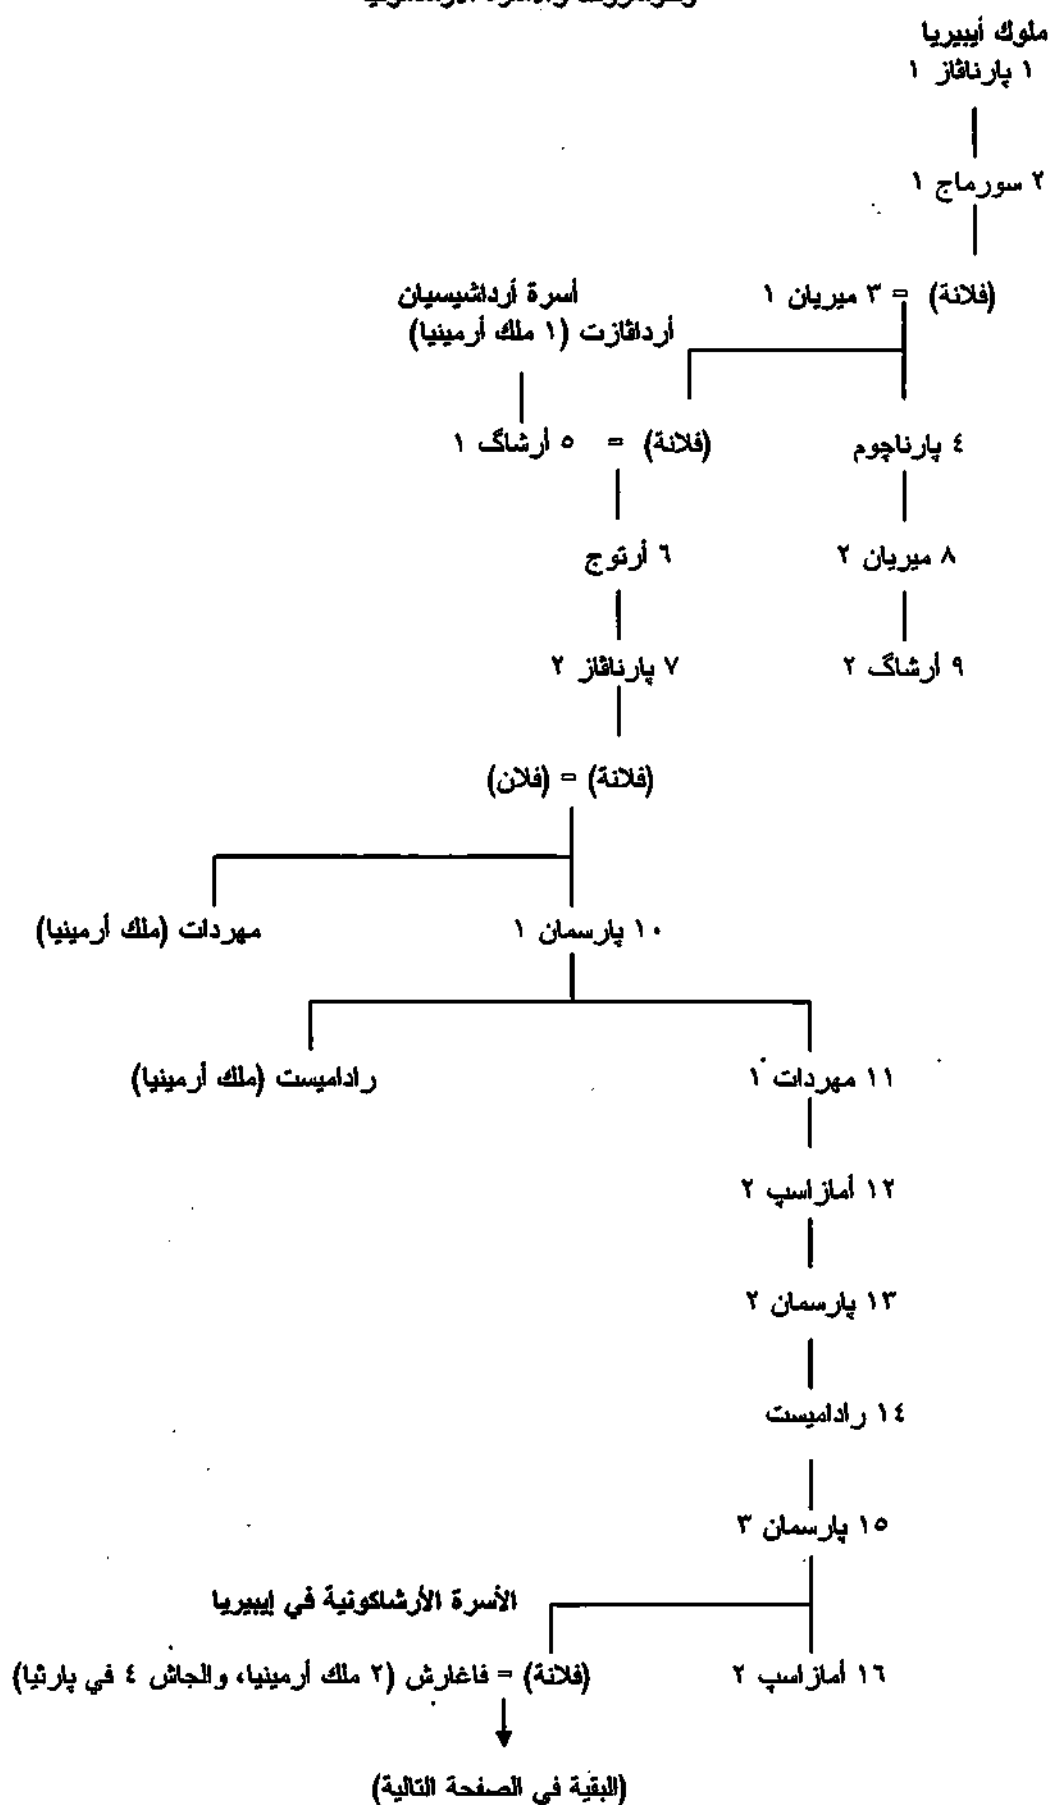 ملوك أيبيريا
١ پارناڤاز ١
٢ سورماج ١
(فلانة) = ٣ ميريان ١
أسرة أرداشيسيان
أرداڤازت (١ ملك أرمينيا)
٤ پارناچوم
(فلانة) = ٥ أرشاگ ١
٨ ميريان ٢
٦ أرتوج
٩ أرشاگ ٢
٧ پارناڤاز ٢
(فلانة) = (فلان)
١٠ پارسمان ١
مهردات (ملك أرمينيا)
١١ مهردات ١
راداميست (ملك أرمينيا)
١٢ أمازاسپ ٢
١٣ پارسمان ٢
١٤ راداميست
١٥ پارسمان ٣
الأسرة الأرشاكونية في إيبيريا
١٦ أمازاسپ ٢
(فلانة) = فاغارش (٢ ملك أرمينيا، والجاش ٤ في پارثيا)
(البقية في الصفحة التالية)